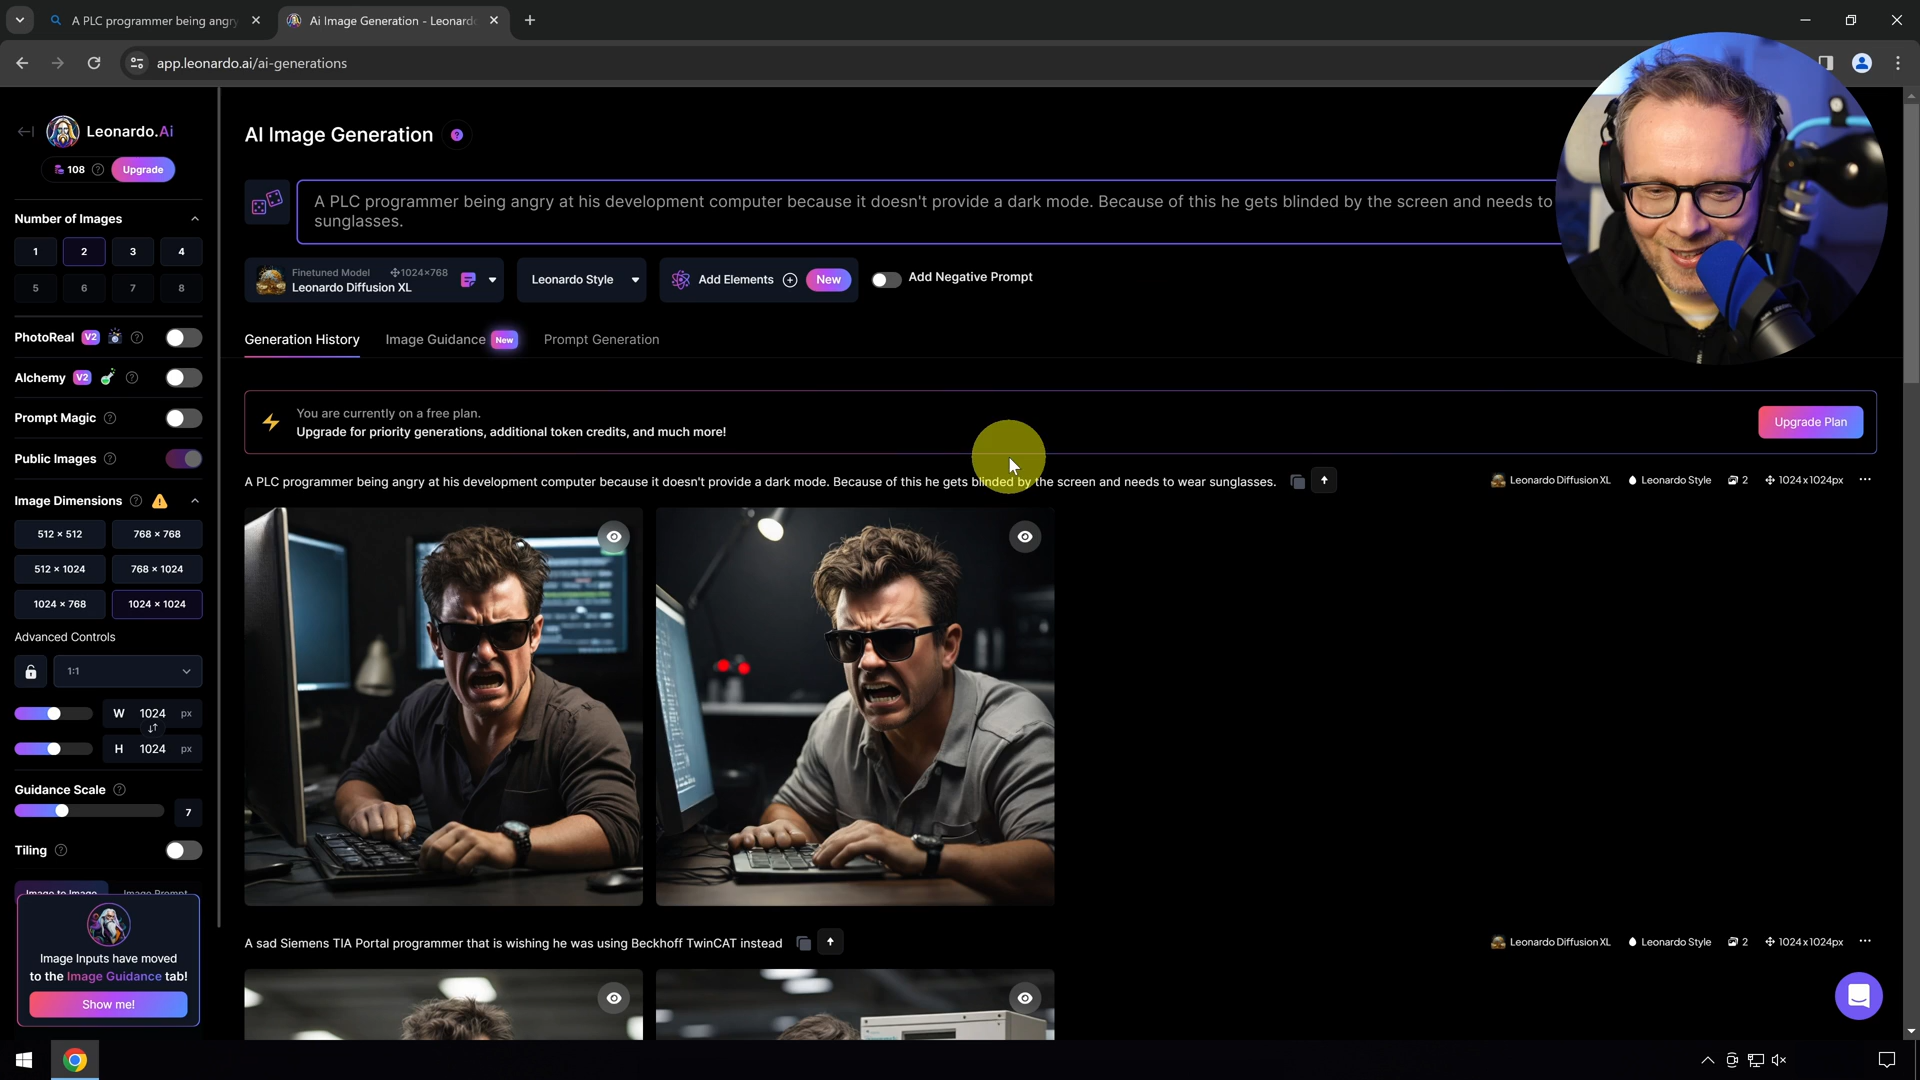 A PLC programmer being angry
Ai Image Generation - Leonard
app.leonardo.ai/ai-generations
Leonardo.Ai
108
Upgrade
Number of Images
1 2 3 4
5 6 7 8
PhotoReal V2
Alchemy V2
Prompt Magic
Public Images
Image Dimensions
512 × 512
768 × 768
512 × 1024
768 × 1024
1024 × 768
1024 × 1024
Advanced Controls
1:1
W 1024 px
H 1024 px
Guidance Scale
7
Tiling
Image to Image
Image Prompt
Image Inputs have moved
to the Image Guidance tab!
Show me!
AI Image Generation
A PLC programmer being angry at his development computer because it doesn't provide a dark mode. Because of this he gets blinded by the screen and needs to
sunglasses.
Finetuned Model
1024×768
Leonardo Diffusion XL
Leonardo Style
Add Elements
New
Add Negative Prompt
Generation History
Image Guidance New
Prompt Generation
You are currently on a free plan.
Upgrade for priority generations, additional token credits, and much more!
Upgrade Plan
A PLC programmer being angry at his development computer because it doesn't provide a dark mode. Because of this he gets blinded by the screen and needs to wear sunglasses.
Leonardo Diffusion XL
Leonardo Style
2
1024x1024px
A sad Siemens TIA Portal programmer that is wishing he was using Beckhoff TwinCAT instead
Leonardo Diffusion XL
Leonardo Style
2
1024x1024px